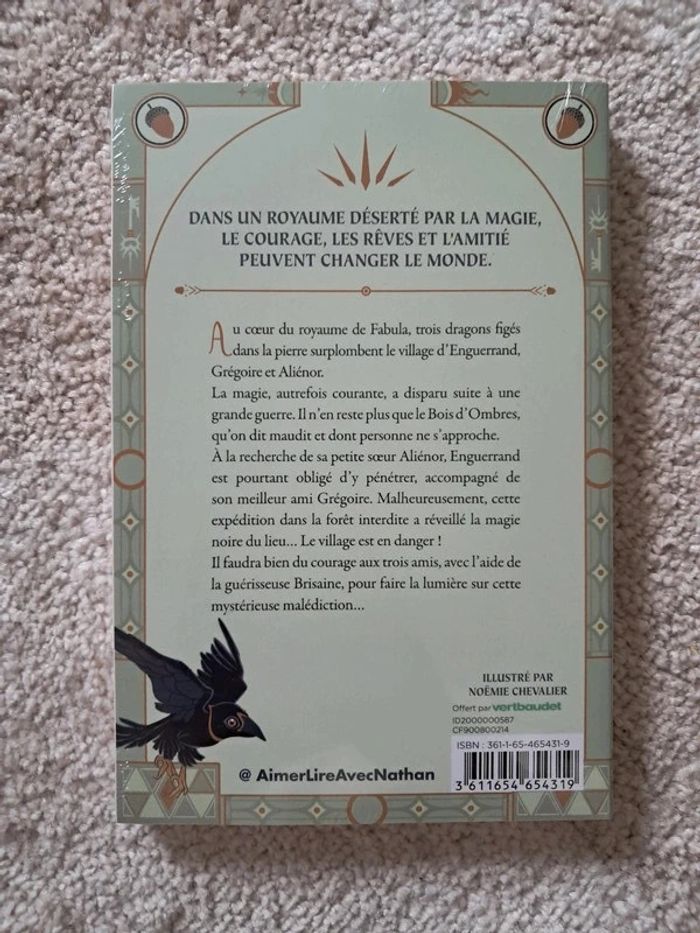 DANS UN ROYAUME DÉSERTÉ PAR LA MAGIE,
LE COURAGE, LES RÊVES ET L'AMITIÉ
PEUVENT CHANGER LE MONDE.
Au cœur du royaume de Fabula, trois dragons figés
dans la pierre surplombent le village d'Enguerrand,
Grégoire et Aliénor.
La magie, autrefois courante, a disparu suite à une
grande guerre. Il n'en reste plus que le Bois d'Ombres,
qu'on dit maudit et dont personne ne s'approche.
À la recherche de sa petite sœur Aliénor, Enguerrand
est pourtant obligé d'y pénétrer, accompagné de
son meilleur ami Grégoire. Malheureusement, cette
expédition dans la forêt interdite a réveillé la magie
noire du lieu... Le village est en danger !
Il faudra bien du courage aux trois amis, avec l'aide de
la guérisseuse Brisaine, pour faire la lumière sur cette
mystérieuse malédiction...
ILLUSTRÉ PAR
NOËMIE CHEVALIER
Offert par vertbaudet
ID2000000587
CF900800214
ISBN : 361-1-65-465431-9
3 611654 654319
@ AimerLireAvecNathan